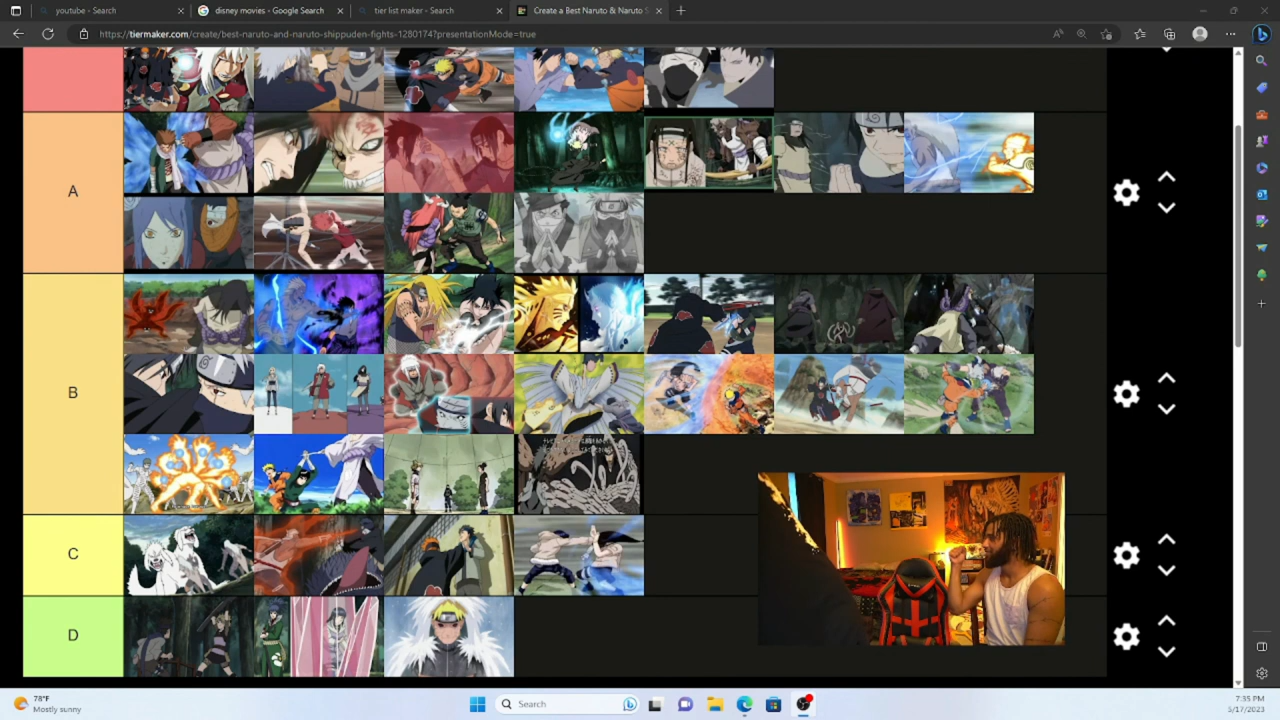 youtube - Search
disney movies - Google Search
tier list maker - Search
Create a Best Naruto & Naruto S
https://tiermaker.com/create/best-naruto-and-naruto-shippuden-fights-1280174?presentationMode=true
A
B
C
D
78°F
Mostly sunny
Search
7:35 PM
5/17/2023